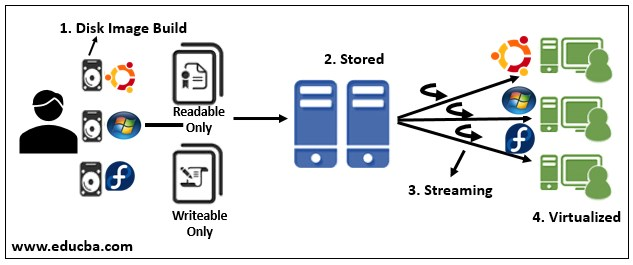 1. Disk Image Build
Readable
Only
Writeable
Only
2. Stored
3. Streaming
4. Virtualized
www.educba.com